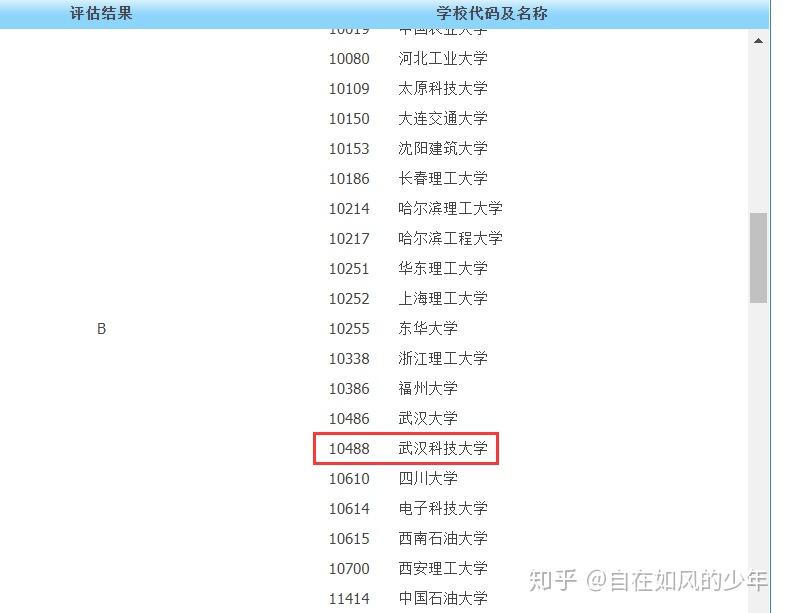 评估结果 学校代码及名称
10019 中国农业大学
10080 河北工业大学
10109 太原科技大学
10150 大连交通大学
10153 沈阳建筑大学
10186 长春理工大学
10214 哈尔滨理工大学
10217 哈尔滨工程大学
10251 华东理工大学
10252 上海理工大学
B 10255 东华大学
10338 浙江理工大学
10386 福州大学
10486 武汉大学
10488 武汉科技大学
10610 四川大学
10614 电子科技大学
10615 西南石油大学
10700 西安理工大学
11414 中国石油大学
知乎 @自在如风的少年